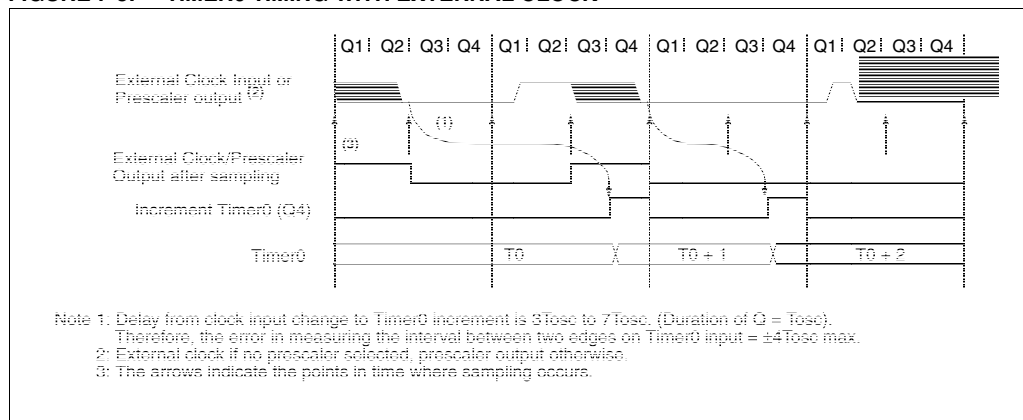 Q1 Q2 Q3 Q4 Q1 Q2 Q3 Q4 Q1 Q2 Q3 Q4 Q1 Q2 Q3 Q4
External Clock Input or
Prescaler output (2)
(1)
(3)
External Clock/Prescaler
Output after sampling
Increment Timer0 (Q4)
Timer0 T0 T0 + 1 T0 + 2
Note 1: Delay from clock input change to Timer0 increment is 3Tosc to 7Tosc. (Duration of Q = Tosc).
Therefore, the error in measuring the interval between two edges on Timer0 input = ±4Tosc max.
2: External clock if no prescaler selected, prescaler output otherwise.
3: The arrows indicate the points in time where sampling occurs.